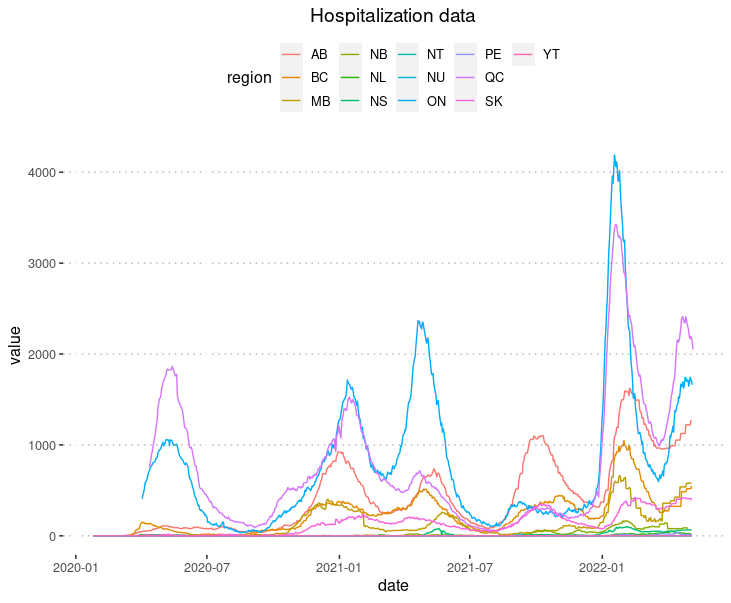 Hospitalization data
region
AB NB NT PE YT
BC NL NU QC
MB NS ON SK
value
4000
3000
2000
1000
0
2020-01 2020-07 2021-01 2021-07 2022-01
date